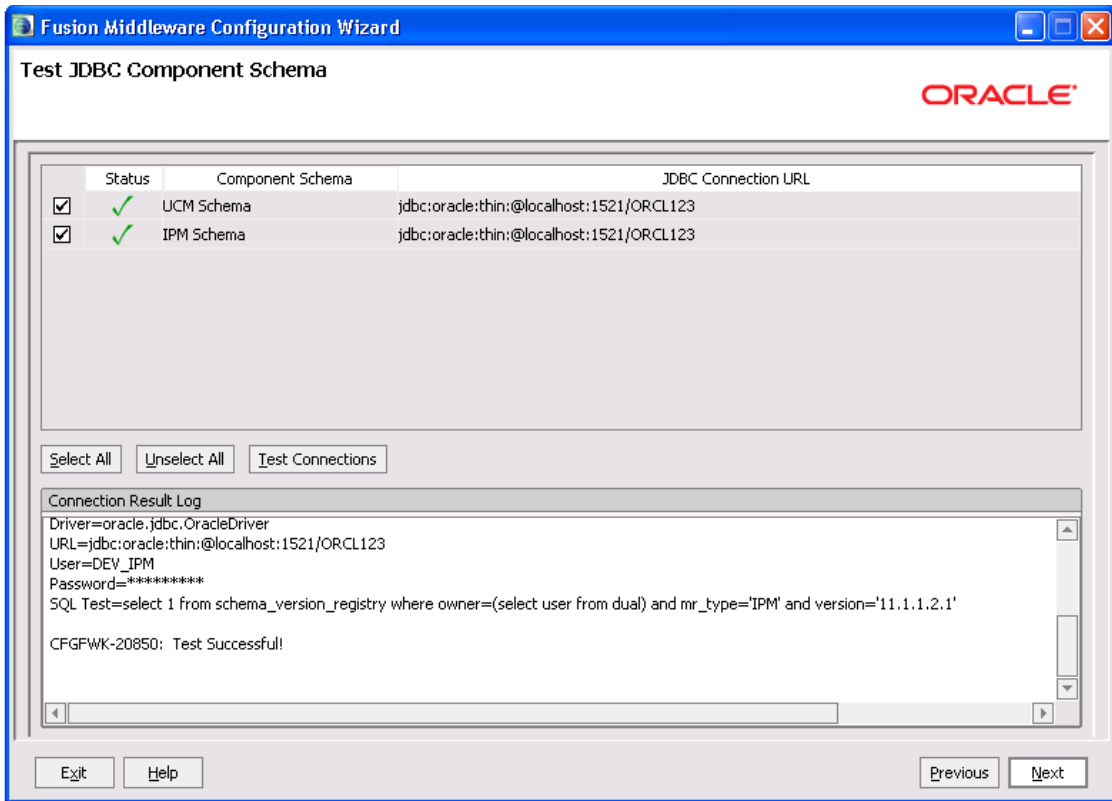 Fusion Middleware Configuration Wizard
Test JDBC Component Schema
ORACLE
Status Component Schema JDBC Connection URL
UCM Schema jdbc:oracle:thin:@localhost:1521/ORCL123
IPM Schema jdbc:oracle:thin:@localhost:1521/ORCL123
Select All Unselect All Test Connections
Connection Result Log
Driver=oracle.jdbc.OracleDriver
URL=jdbc:oracle:thin:@localhost:1521/ORCL123
User=DEV_IPM
Password=*********
SQL Test=select 1 from schema_version_registry where owner=(select user from dual) and mr_type='IPM' and version='11.1.1.2.1'
CFGFWK-20850: Test Successful!
Exit Help Previous Next